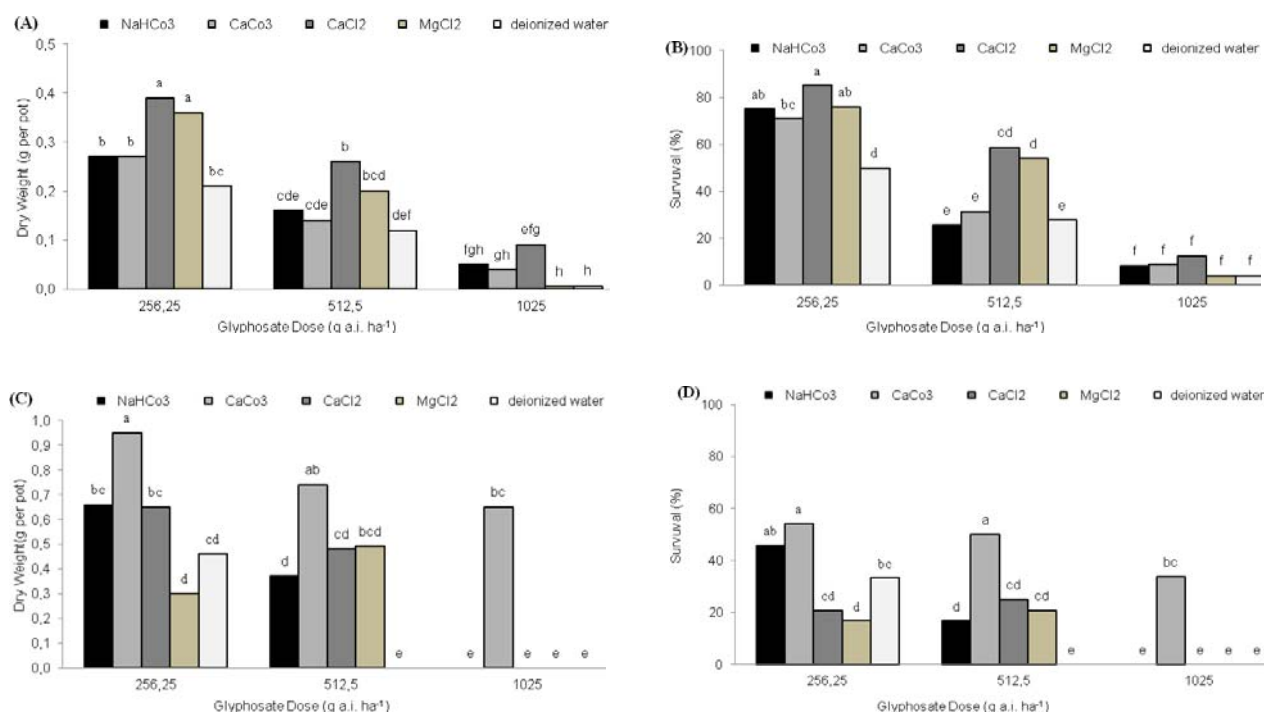 (A)
NaHCo3 CaCo3 CaCl2 MgCl2 deionized water
Dry Weight (g per pot)
0,5
0,4
0,3
0,2
0,1
0,0
b b a a bc
cde cde b bcd def
fgh gh efg h h
256,25 512,5 1025
Glyphosate Dose (g a.i. ha-1)
(B)
NaHCo3 CaCo3 CaCl2 MgCl2 deionized water
Survuval (%)
100
80
60
40
20
0
ab bc a ab d
e e cd d e
f f f f f
256,25 512,5 1025
Glyphosate Dose (g a.i. ha-1)
(C)
NaHCo3 CaCo3 CaCl2 MgCl2 deionized water
Dry Weight(g per pot)
1,0
0,9
0,8
0,7
0,6
0,5
0,4
0,3
0,2
0,1
0,0
bc a bc d cd
d ab cd bcd e
e bc e e e
256,25 512,5 1025
Glyphosate Dose (g a.i. ha-1)
(D)
NaHCo3 CaCo3 CaCl2 MgCl2 deionized water
Survuval (%)
100
80
60
40
20
0
ab a cd d bc
d a cd cd e
e bc e e e
256,25 512,5 1025
Glyphosate Dose (g a.i. ha-1)